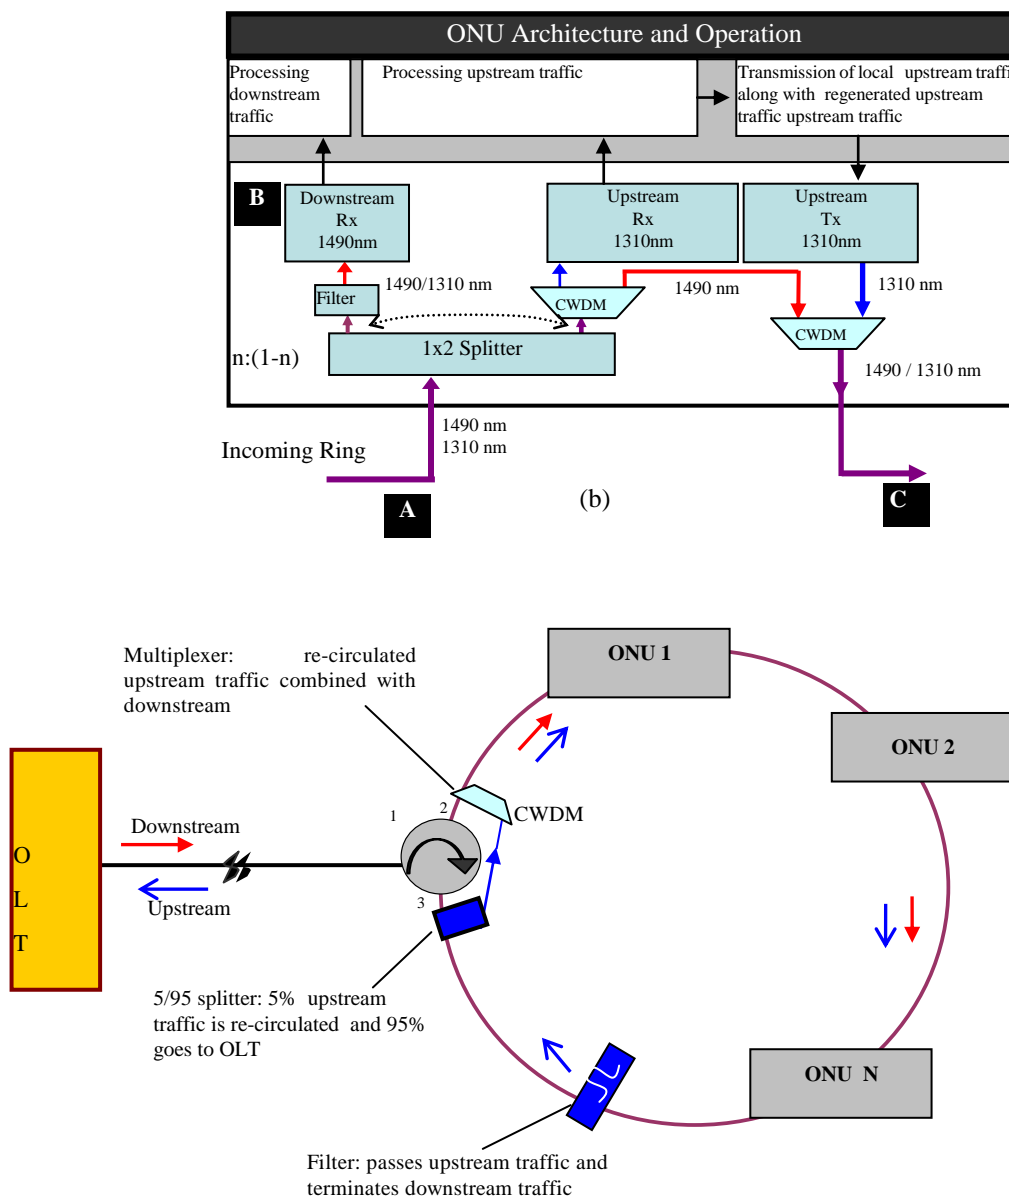 ONU Architecture and Operation
Processing
downstream
traffic
Processing upstream traffic
Transmission of local upstream traffi
along with regenerated upstream
traffic upstream traffic
B
Downstream
Rx
1490nm
Upstream
Rx
1310nm
Upstream
Tx
1310nm
Filter
1490/1310 nm
CWDM
1490nm
1310 nm
CWDM
n:(1-n)
1x2 Splitter
1490 / 1310 nm
1490 nm
1310 nm
Incoming Ring
A
(b)
C
Multiplexer: re-circulated
upstream traffic combined with
downstream
ONU 1
ONU 2
CWDM
1
2
3
Downstream
Upstream
O
L
T
5/95 splitter: 5% upstream
traffic is re-circulated and 95%
goes to OLT
ONU N
Filter: passes upstream traffic and
terminates downstream traffic